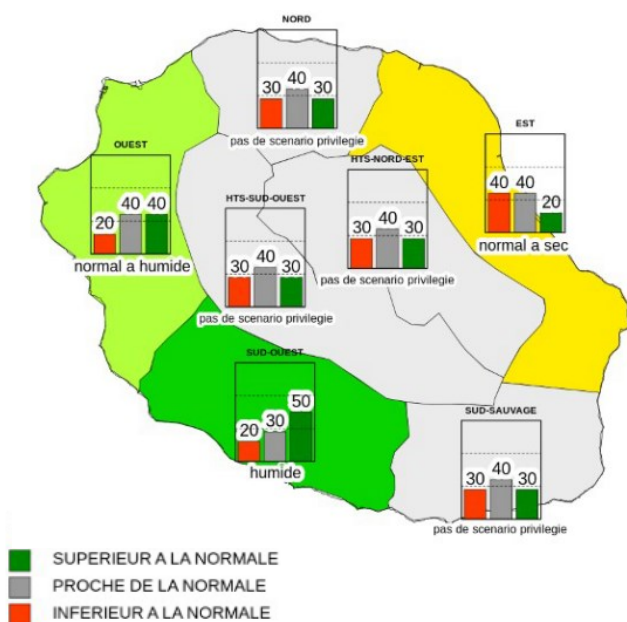 NORD
30 40 30
pas de scenario privilegie
EST
40 40 20
normal a sec
OUEST
20 40 40
normal a humide
HTS-NORD-EST
30 40 30
pas de scenario privilegie
HTS-SUD-OUEST
30 40 30
pas de scenario privilegie
SUD-OUEST
20 30 50
humide
SUD-SAUVAGE
30 40 30
pas de scenario privilegie
SUPERIEUR A LA NORMALE
PROCHE DE LA NORMALE
INFERIEUR A LA NORMALE